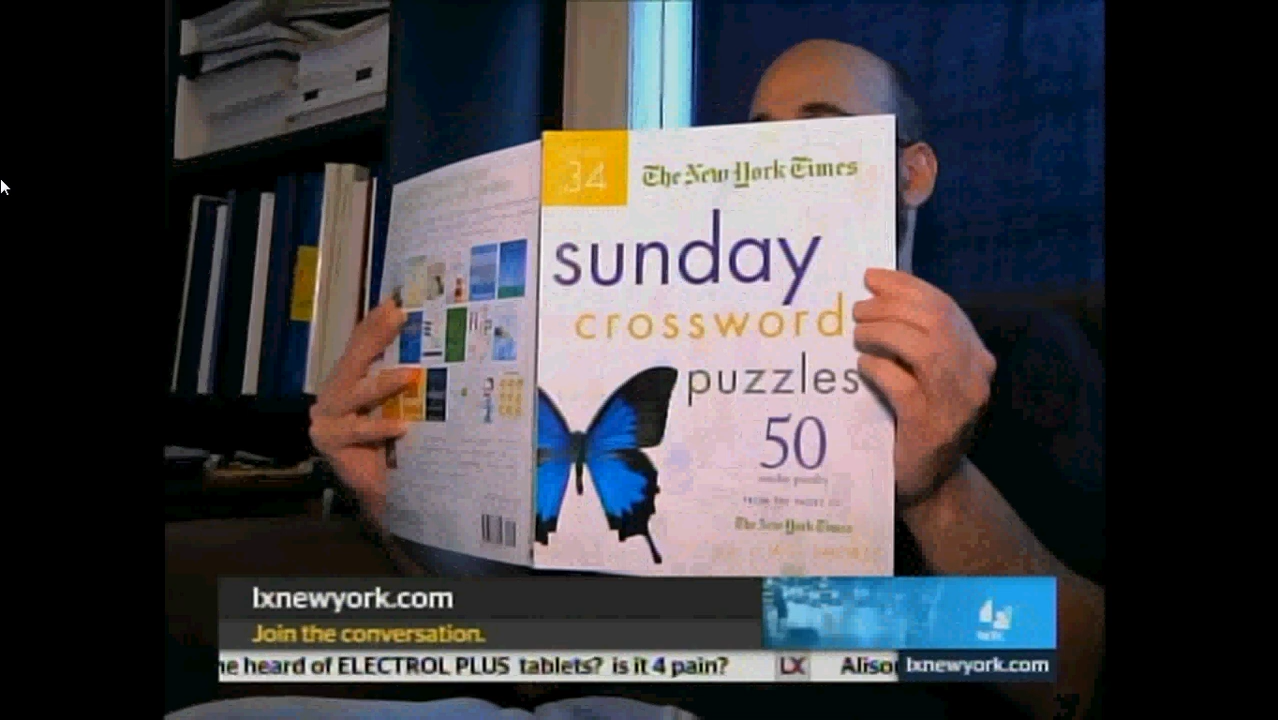 34
The New York Times
sunday
crossword
puzzles
50
The New York Times
lxnewyork.com
Join the conversation.
ne heard of ELECTROL PLUS tablets? is it 4 pain?
LX
Aliso
lxnewyork.com